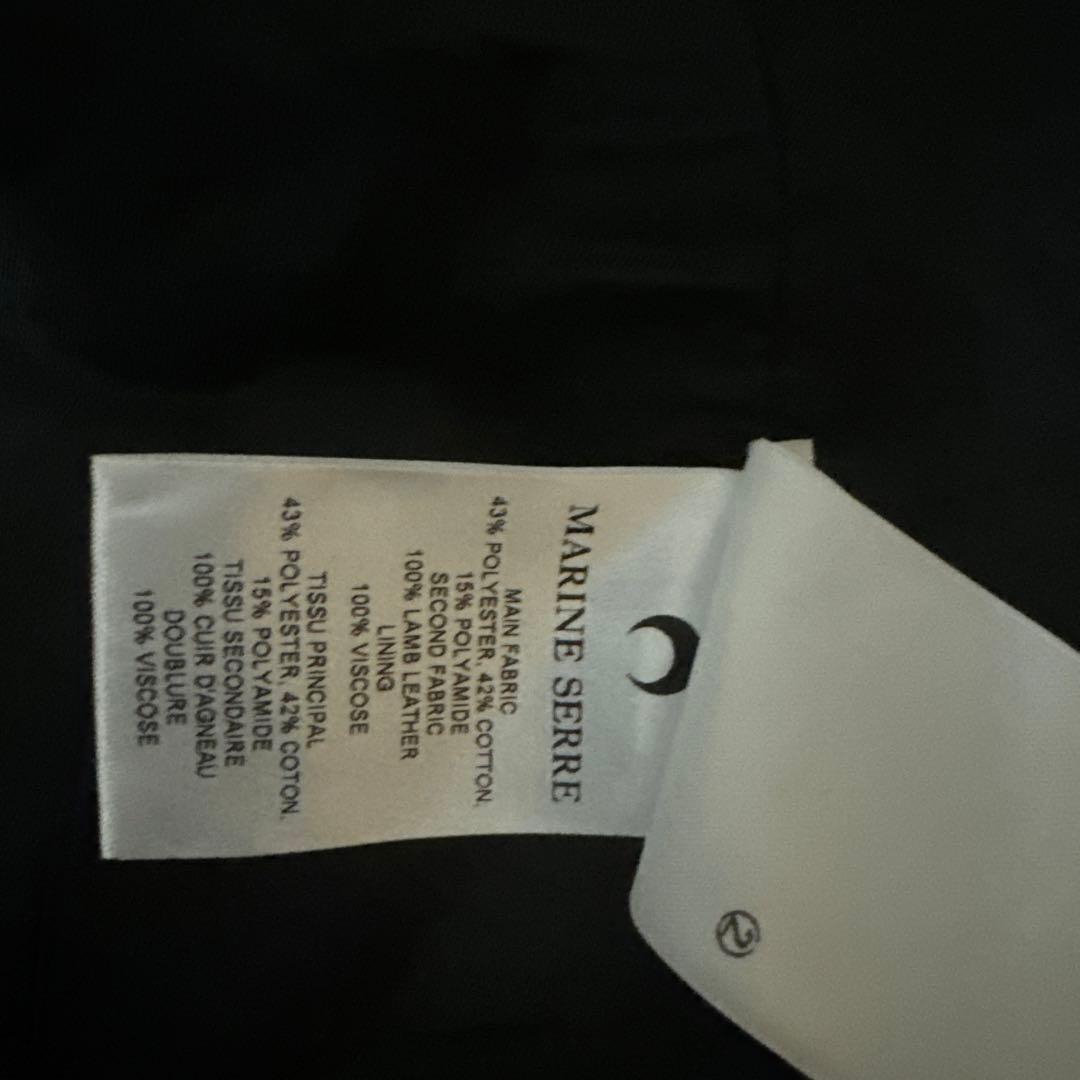 MARINE SERRE
MAIN FABRIC
43% POLYESTER, 42% COTTON,
15% POLYAMIDE
SECOND FABRIC
100% LAMB LEATHER
LINING
100% VISCOSE
TISSU PRINCIPAL
43% POLYESTER, 42% COTON,
15% POLYAMIDE
TISSU SECONDAIRE
100% CUIR D'AGNEAU
DOUBLURE
100% VISCOSE
2